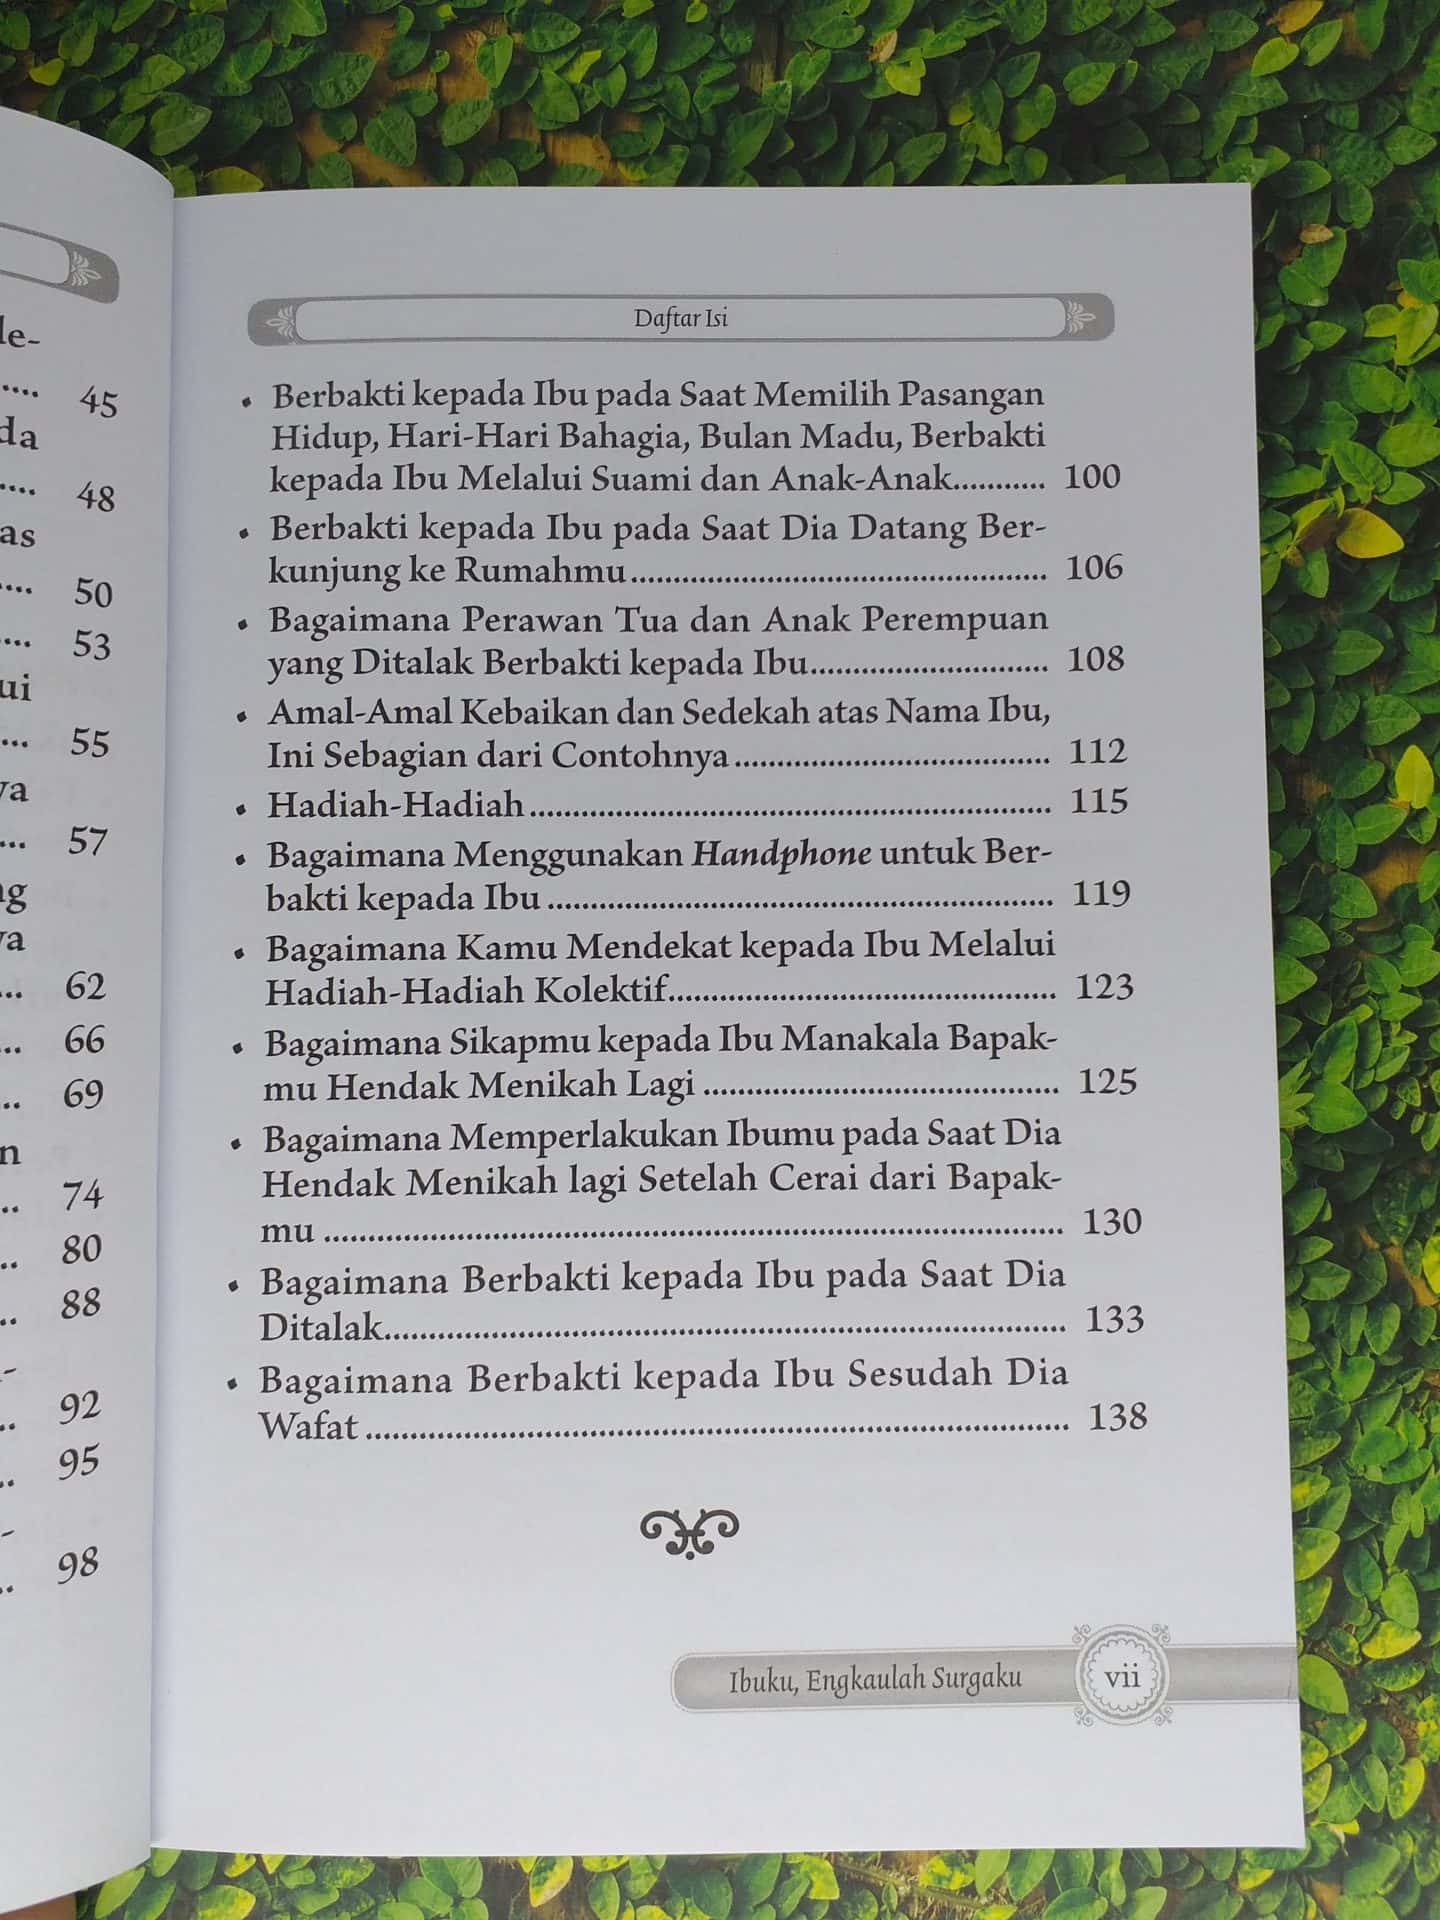 le-
.... 45
da
.... 48
as
.... 50
.... 53
ui
... 55
ya
... 57
ng
ya
... 62
... 66
.. 69
n
.. 74
.. 80
.. 88
-
.. 92
.. 95
-
.. 98
Daftar Isi
• Berbakti kepada Ibu pada Saat Memilih Pasangan
Hidup, Hari-Hari Bahagia, Bulan Madu, Berbakti
kepada Ibu Melalui Suami dan Anak-Anak........... 100
• Berbakti kepada Ibu pada Saat Dia Datang Ber-
kunjung ke Rumahmu................................................. 106
• Bagaimana Perawan Tua dan Anak Perempuan
yang Ditalak Berbakti kepada Ibu............................ 108
• Amal-Amal Kebaikan dan Sedekah atas Nama Ibu,
Ini Sebagian dari Contohnya..................................... 112
• Hadiah-Hadiah............................................................. 115
• Bagaimana Menggunakan Handphone untuk Ber-
bakti kepada Ibu ........................................................... 119
• Bagaimana Kamu Mendekat kepada Ibu Melalui
Hadiah-Hadiah Kolektif............................................. 123
• Bagaimana Sikapmu kepada Ibu Manakala Bapak-
mu Hendak Menikah Lagi ......................................... 125
• Bagaimana Memperlakukan Ibumu pada Saat Dia
Hendak Menikah lagi Setelah Cerai dari Bapak-
mu ...................................................................................... 130
• Bagaimana Berbakti kepada Ibu pada Saat Dia
Ditalak................................................................................ 133
• Bagaimana Berbakti kepada Ibu Sesudah Dia
Wafat .................................................................................. 138
Ibuku, Engkaulah Surgaku vii